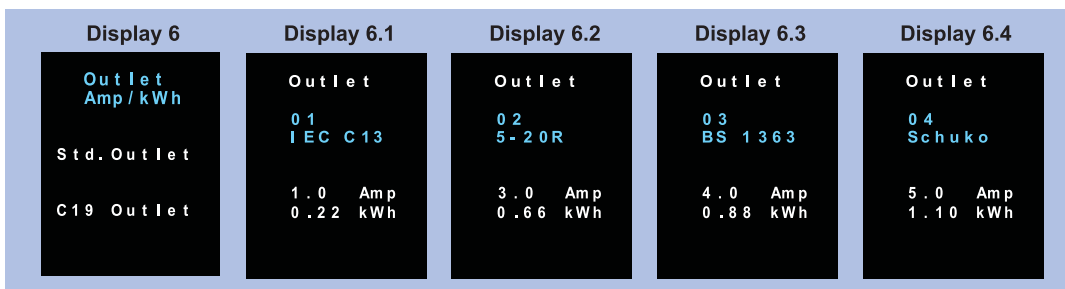 Display 6
Outlet
Amp/kWh
Std.Outlet
C19 Outlet
Display 6.1
Outlet
01
IEC C13
1.0 Amp
0.22 kWh
Display 6.2
Outlet
02
5-20R
3.0 Amp
0.66 kWh
Display 6.3
Outlet
03
BS 1363
4.0 Amp
0.88 kWh
Display 6.4
Outlet
04
Schuko
5.0 Amp
1.10 kWh